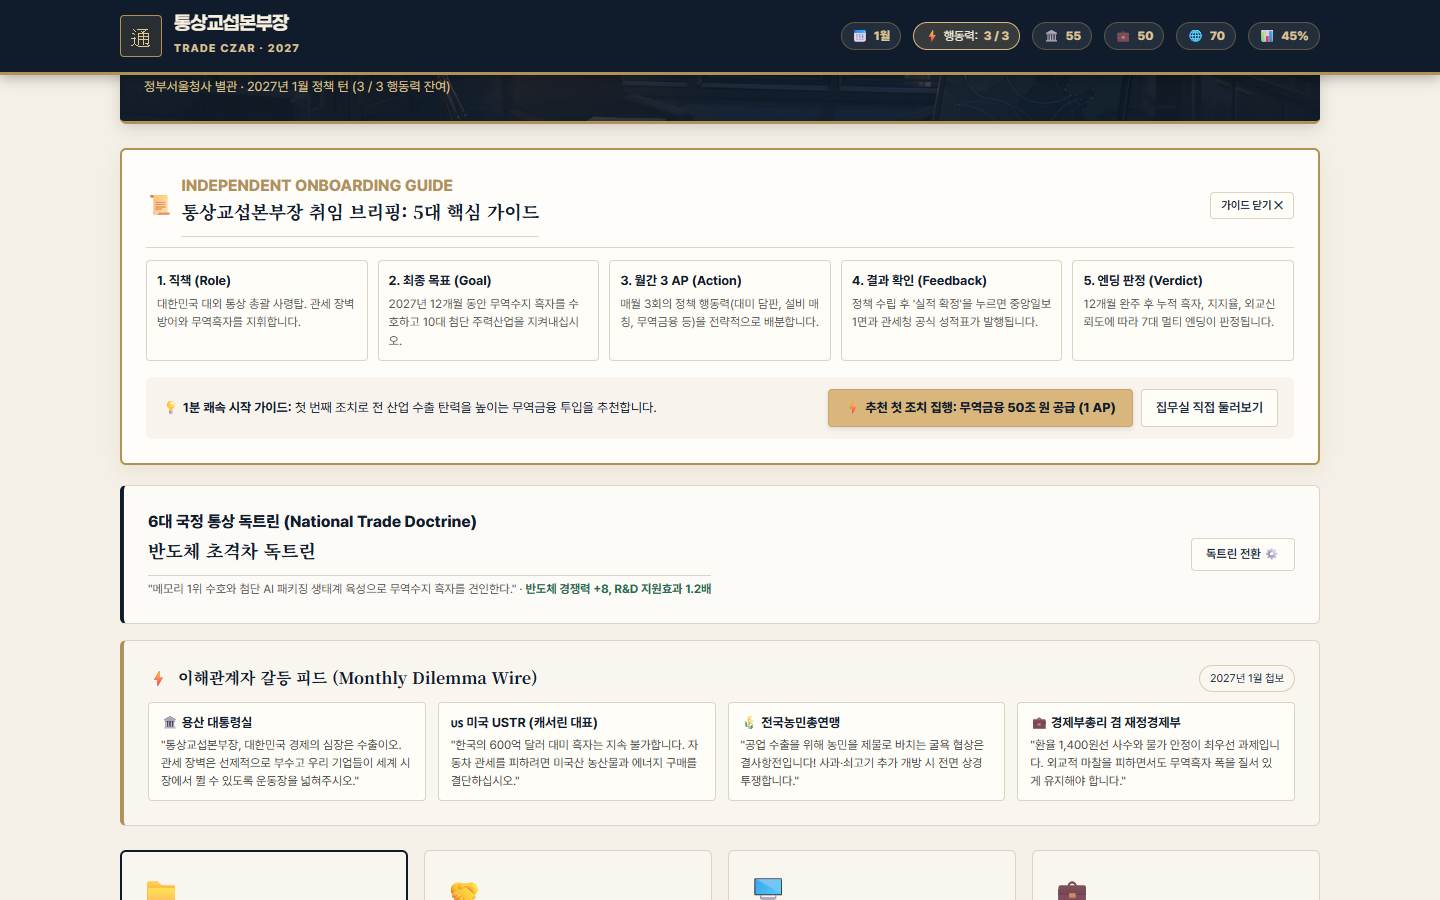 通
통상교섭본부장
TRADE CZAR · 2027
1월
행동력: 3 / 3
55
50
70
45%
정부서울청사 별관 · 2027년 1월 정책 턴 (3 / 3 행동력 잔여)
INDEPENDENT ONBOARDING GUIDE
통상교섭본부장 취임 브리핑: 5대 핵심 가이드
가이드 닫기 ✕
1. 직책 (Role)
대한민국 대외 통상 총괄 사령탑. 관세 장벽
방어와 무역흑자를 지휘합니다.
2. 최종 목표 (Goal)
2027년 12개월 동안 무역수지 흑자를 수
호하고 10대 첨단 주력산업을 지켜내십시
오.
3. 월간 3 AP (Action)
매월 3회의 정책 행동력(대미 담판, 설비 매
칭, 무역금융 등)을 전략적으로 배분합니다.
4. 결과 확인 (Feedback)
정책 수립 후 '실적 확정'을 누르면 중앙일보
1면과 관세청 공식 성적표가 발행됩니다.
5. 엔딩 판정 (Verdict)
12개월 완주 후 누적 흑자, 지지율, 외교신
뢰도에 따라 7대 멀티 엔딩이 판정됩니다.
1분 쾌속 시작 가이드: 첫 번째 조치로 전 산업 수출 탄력을 높이는 무역금융 투입을 추천합니다.
추천 첫 조치 집행: 무역금융 50조 원 공급 (1 AP)
집무실 직접 둘러보기
6대 국정 통상 독트린 (National Trade Doctrine)
반도체 초격차 독트린
"메모리 1위 수호와 첨단 AI 패키징 생태계 육성으로 무역수지 흑자를 견인한다." · 반도체 경쟁력 +8, R&D 지원효과 1.2배
독트린 전환
이해관계자 갈등 피드 (Monthly Dilemma Wire)
2027년 1월 첩보
용산 대통령실
"통상교섭본부장, 대한민국 경제의 심장은 수출이오.
관세 장벽은 선제적으로 부수고 우리 기업들이 세계 시
장에서 뛸 수 있도록 운동장을 넓혀주시오."
US 미국 USTR (캐서린 대표)
"한국의 600억 달러 대미 흑자는 지속 불가합니다. 자
동차 관세를 피하려면 미국산 농산물과 에너지 구매를
결단하십시오."
전국농민총연맹
"공업 수출을 위해 농민을 제물로 바치는 굴욕 협상은
결사항전입니다! 사과·쇠고기 추가 개방 시 전면 상경
투쟁합니다."
경제부총리 겸 재정경제부
"환율 1,400원선 사수와 물가 안정이 최우선 과제입니
다. 외교적 마찰을 피하면서도 무역흑자 폭을 질서 있
게 유지해야 합니다."